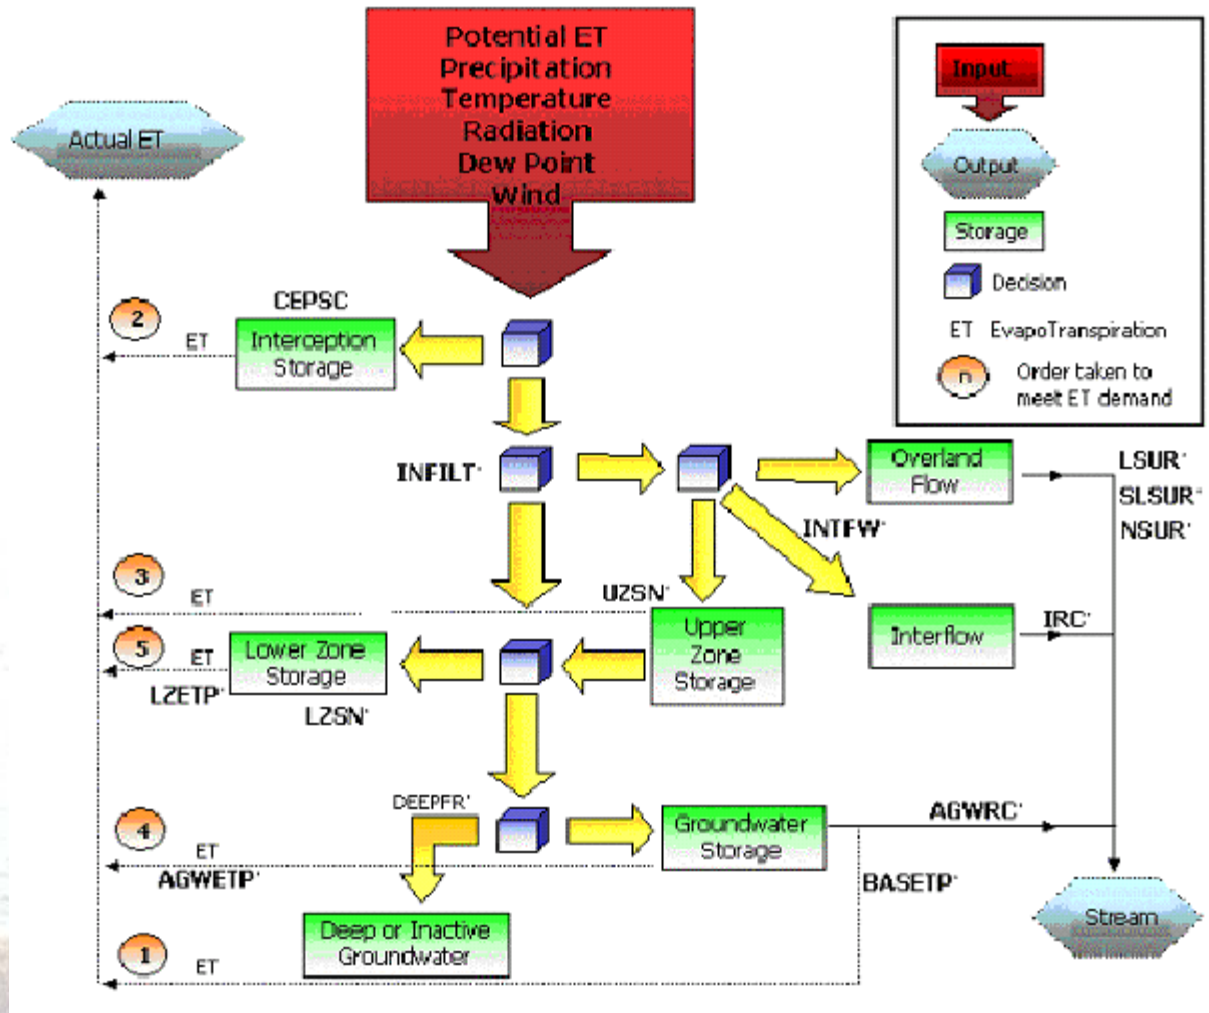 Potential ET
Precipitation
Temperature
Radiation
Dew Point
Wind
Input
Output
Storage
Decision
ET EvapoTranspiration
n
Order taken to
meet ET demand
Actual ET
CEPSC
2
ET
Interception
Storage
INFILT*
Overland
Flow
LSUR*
SLSUR*
NSUR*
INTFW*
3
ET
UZSN*
Upper
Zone
Storage
Interflow
IRC*
5
ET
LZETP*
Lower Zone
Storage
LZSN*
DEEPFR*
4
ET
AGWETP*
Groundwater
Storage
AGWRC*
BASETP*
Deep or Inactive
Groundwater
Stream
1
ET